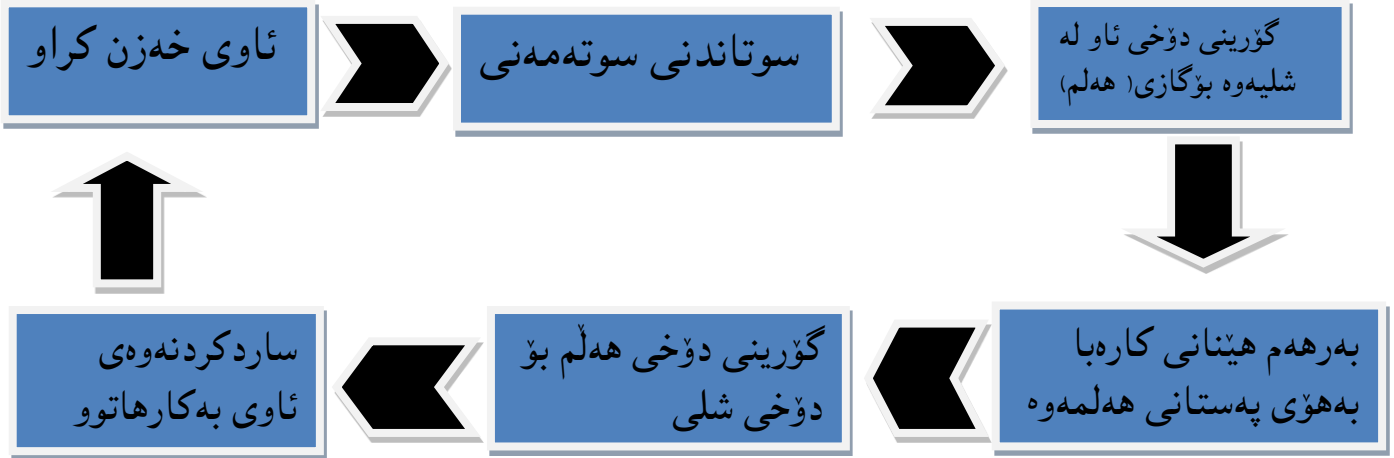 ئاوی خەزن کراو
سوتاندنی سوتەمەنی
گۆرینی دۆخی ئاو لە
شلیەوە بۆگازی( هەلم)
بەرهەم هێنانی کارەبا
بەهۆی پەستانی هەلمەوە
گۆرینی دۆخی هەڵم بۆ
دۆخی شلی
ساردکردنەوەی
ئاوی بەکارهاتوو